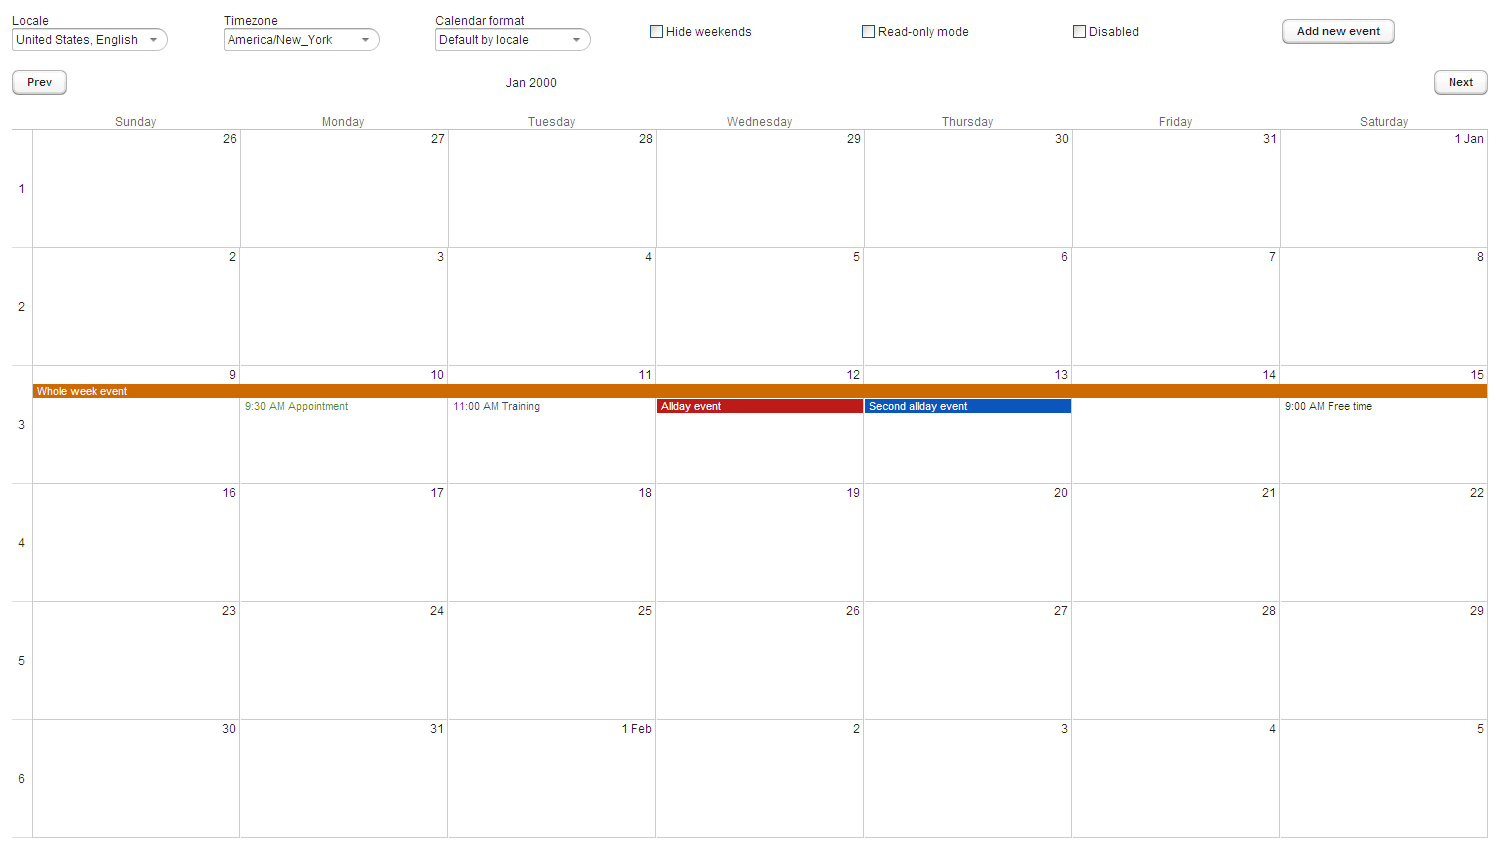 Locale Timezone Calendar format
United States, English America/New_York Default by locale Hide weekends Read-only mode Disabled Add new event
Prev Jan 2000 Next
Sunday Monday Tuesday Wednesday Thursday Friday Saturday
26 27 28 29 30 31 1 Jan
1
2 3 4 5 6 7 8
2
9 10 11 12 13 14 15
Whole week event
9:30 AM Appointment 11:00 AM Training Allday event Second allday event 9:00 AM Free time
3
16 17 18 19 20 21 22
4
23 24 25 26 27 28 29
5
30 31 1 Feb 2 3 4 5
6